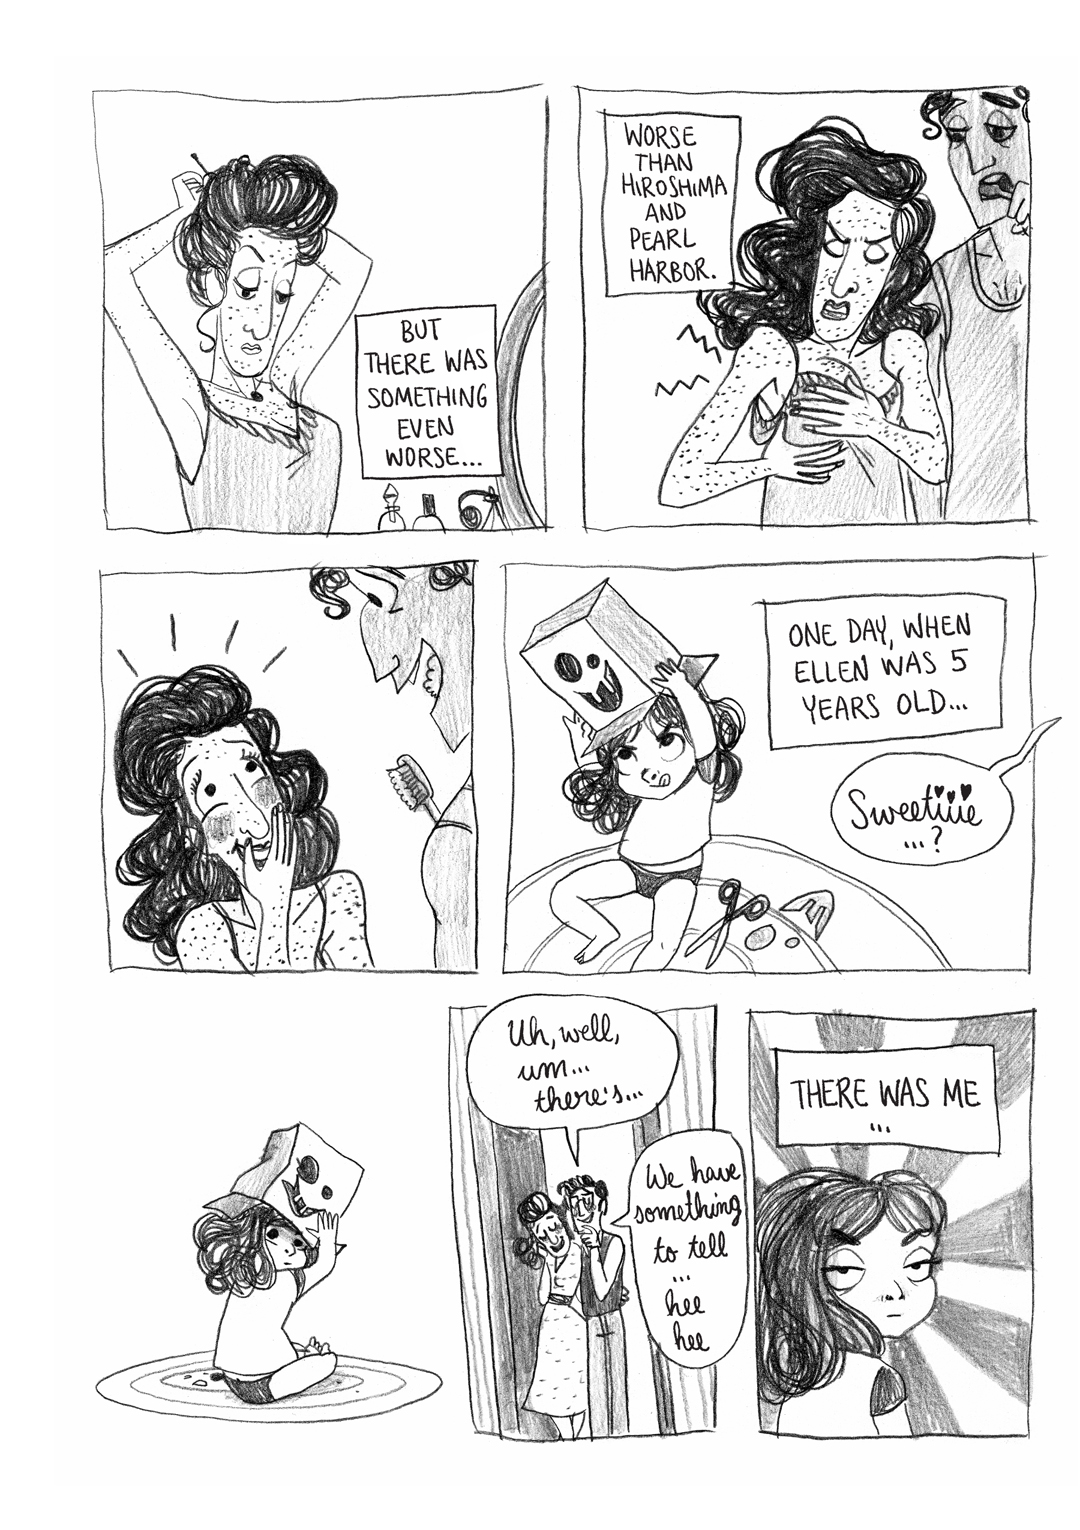 BUT
THERE WAS
SOMETHING
EVEN
WORSE...
WORSE
THAN
HIROSHIMA
AND
PEARL
HARBOR.
ONE DAY, WHEN
ELLEN WAS 5
YEARS OLD...
Sweetiiie
...?
Uh, well,
um...
there's...
We have
something
to tell
...
hee
hee
THERE WAS ME
...